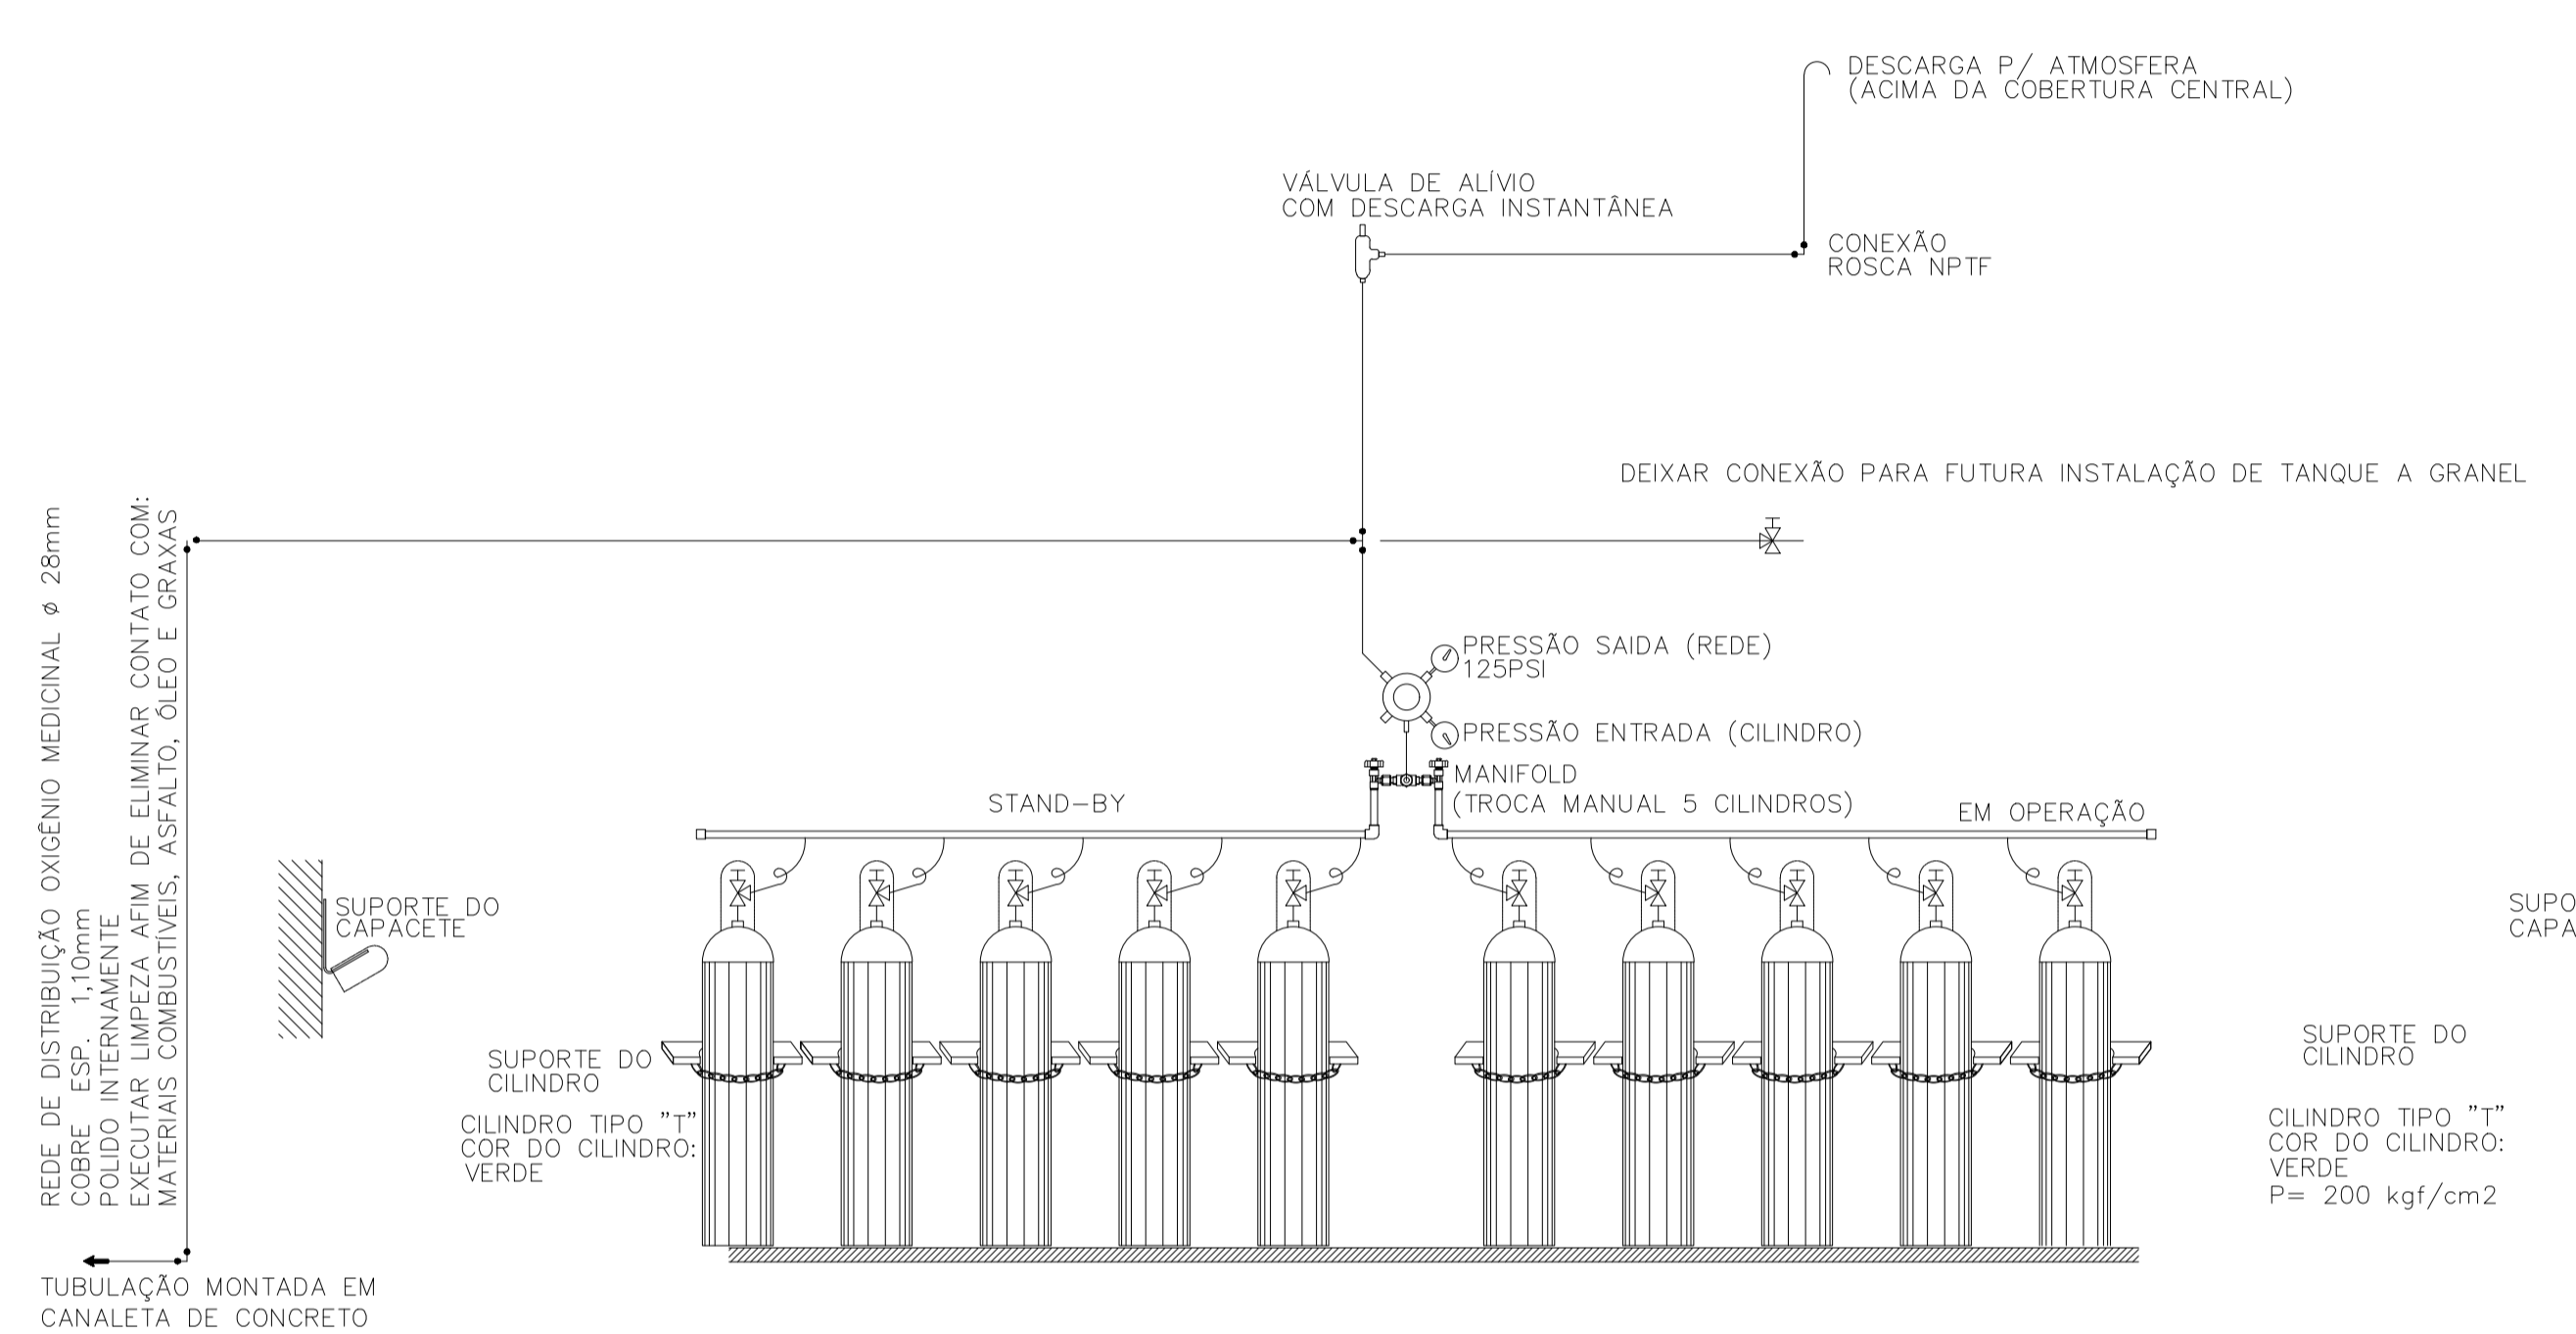 DESCARGA P/ ATMOSFERA
(ACIMA DA COBERTURA CENTRAL)
VÁLVULA DE ALÍVIO
COM DESCARGA INSTANTÂNEA
CONEXÃO
ROSCA NPTF
DEIXAR CONEXÃO PARA FUTURA INSTALAÇÃO DE TANQUE A GRANEL
REDE DE DISTRIBUIÇÃO OXIGÊNIO MEDICINAL ø 28mm
COBRE ESP. 1,10mm
POLIDO INTERNAMENTE
EXECUTAR LIMPEZA AFIM DE ELIMINAR CONTATO COM:
MATERIAIS COMBUSTÍVEIS, ASFALTO, ÓLEO E GRAXAS
PRESSÃO SAIDA (REDE)
125PSI
PRESSÃO ENTRADA (CILINDRO)
MANIFOLD
(TROCA MANUAL 5 CILINDROS)
STAND-BY
EM OPERAÇÃO
SUPORTE DO
CAPACETE
SUPO
CAPA
SUPORTE DO
CILINDRO
CILINDRO TIPO "T"
COR DO CILINDRO:
VERDE
SUPORTE DO
CILINDRO
CILINDRO TIPO "T"
COR DO CILINDRO:
VERDE
P= 200 kgf/cm2
TUBULAÇÃO MONTADA EM
CANALETA DE CONCRETO